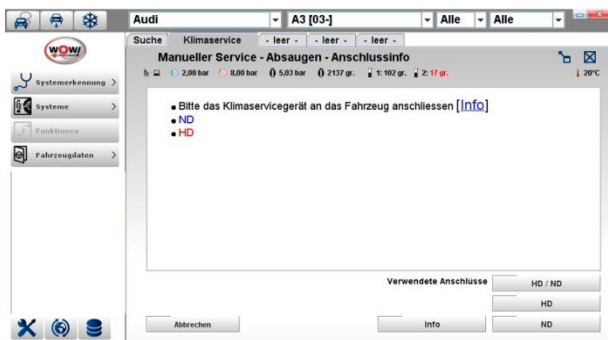 Audi A3 [03-] Alle Alle
Suche Klimaservice - leer - - leer - - leer -
WOW!
Manueller Service - Absaugen - Anschlussinfo
2,00 bar 8,00 bar 5,03 bar 2137 gr. 1: 102 gr. 2: 17 gr. 20°C
Systemerkennung >
Systeme >
Funktionen
Fahrzeugdaten >
• Bitte das Klimaservicegerät an das Fahrzeug anschliessen [Info]
• ND
• HD
Verwendete Anschlüsse HD / ND
HD
Abbrechen Info ND